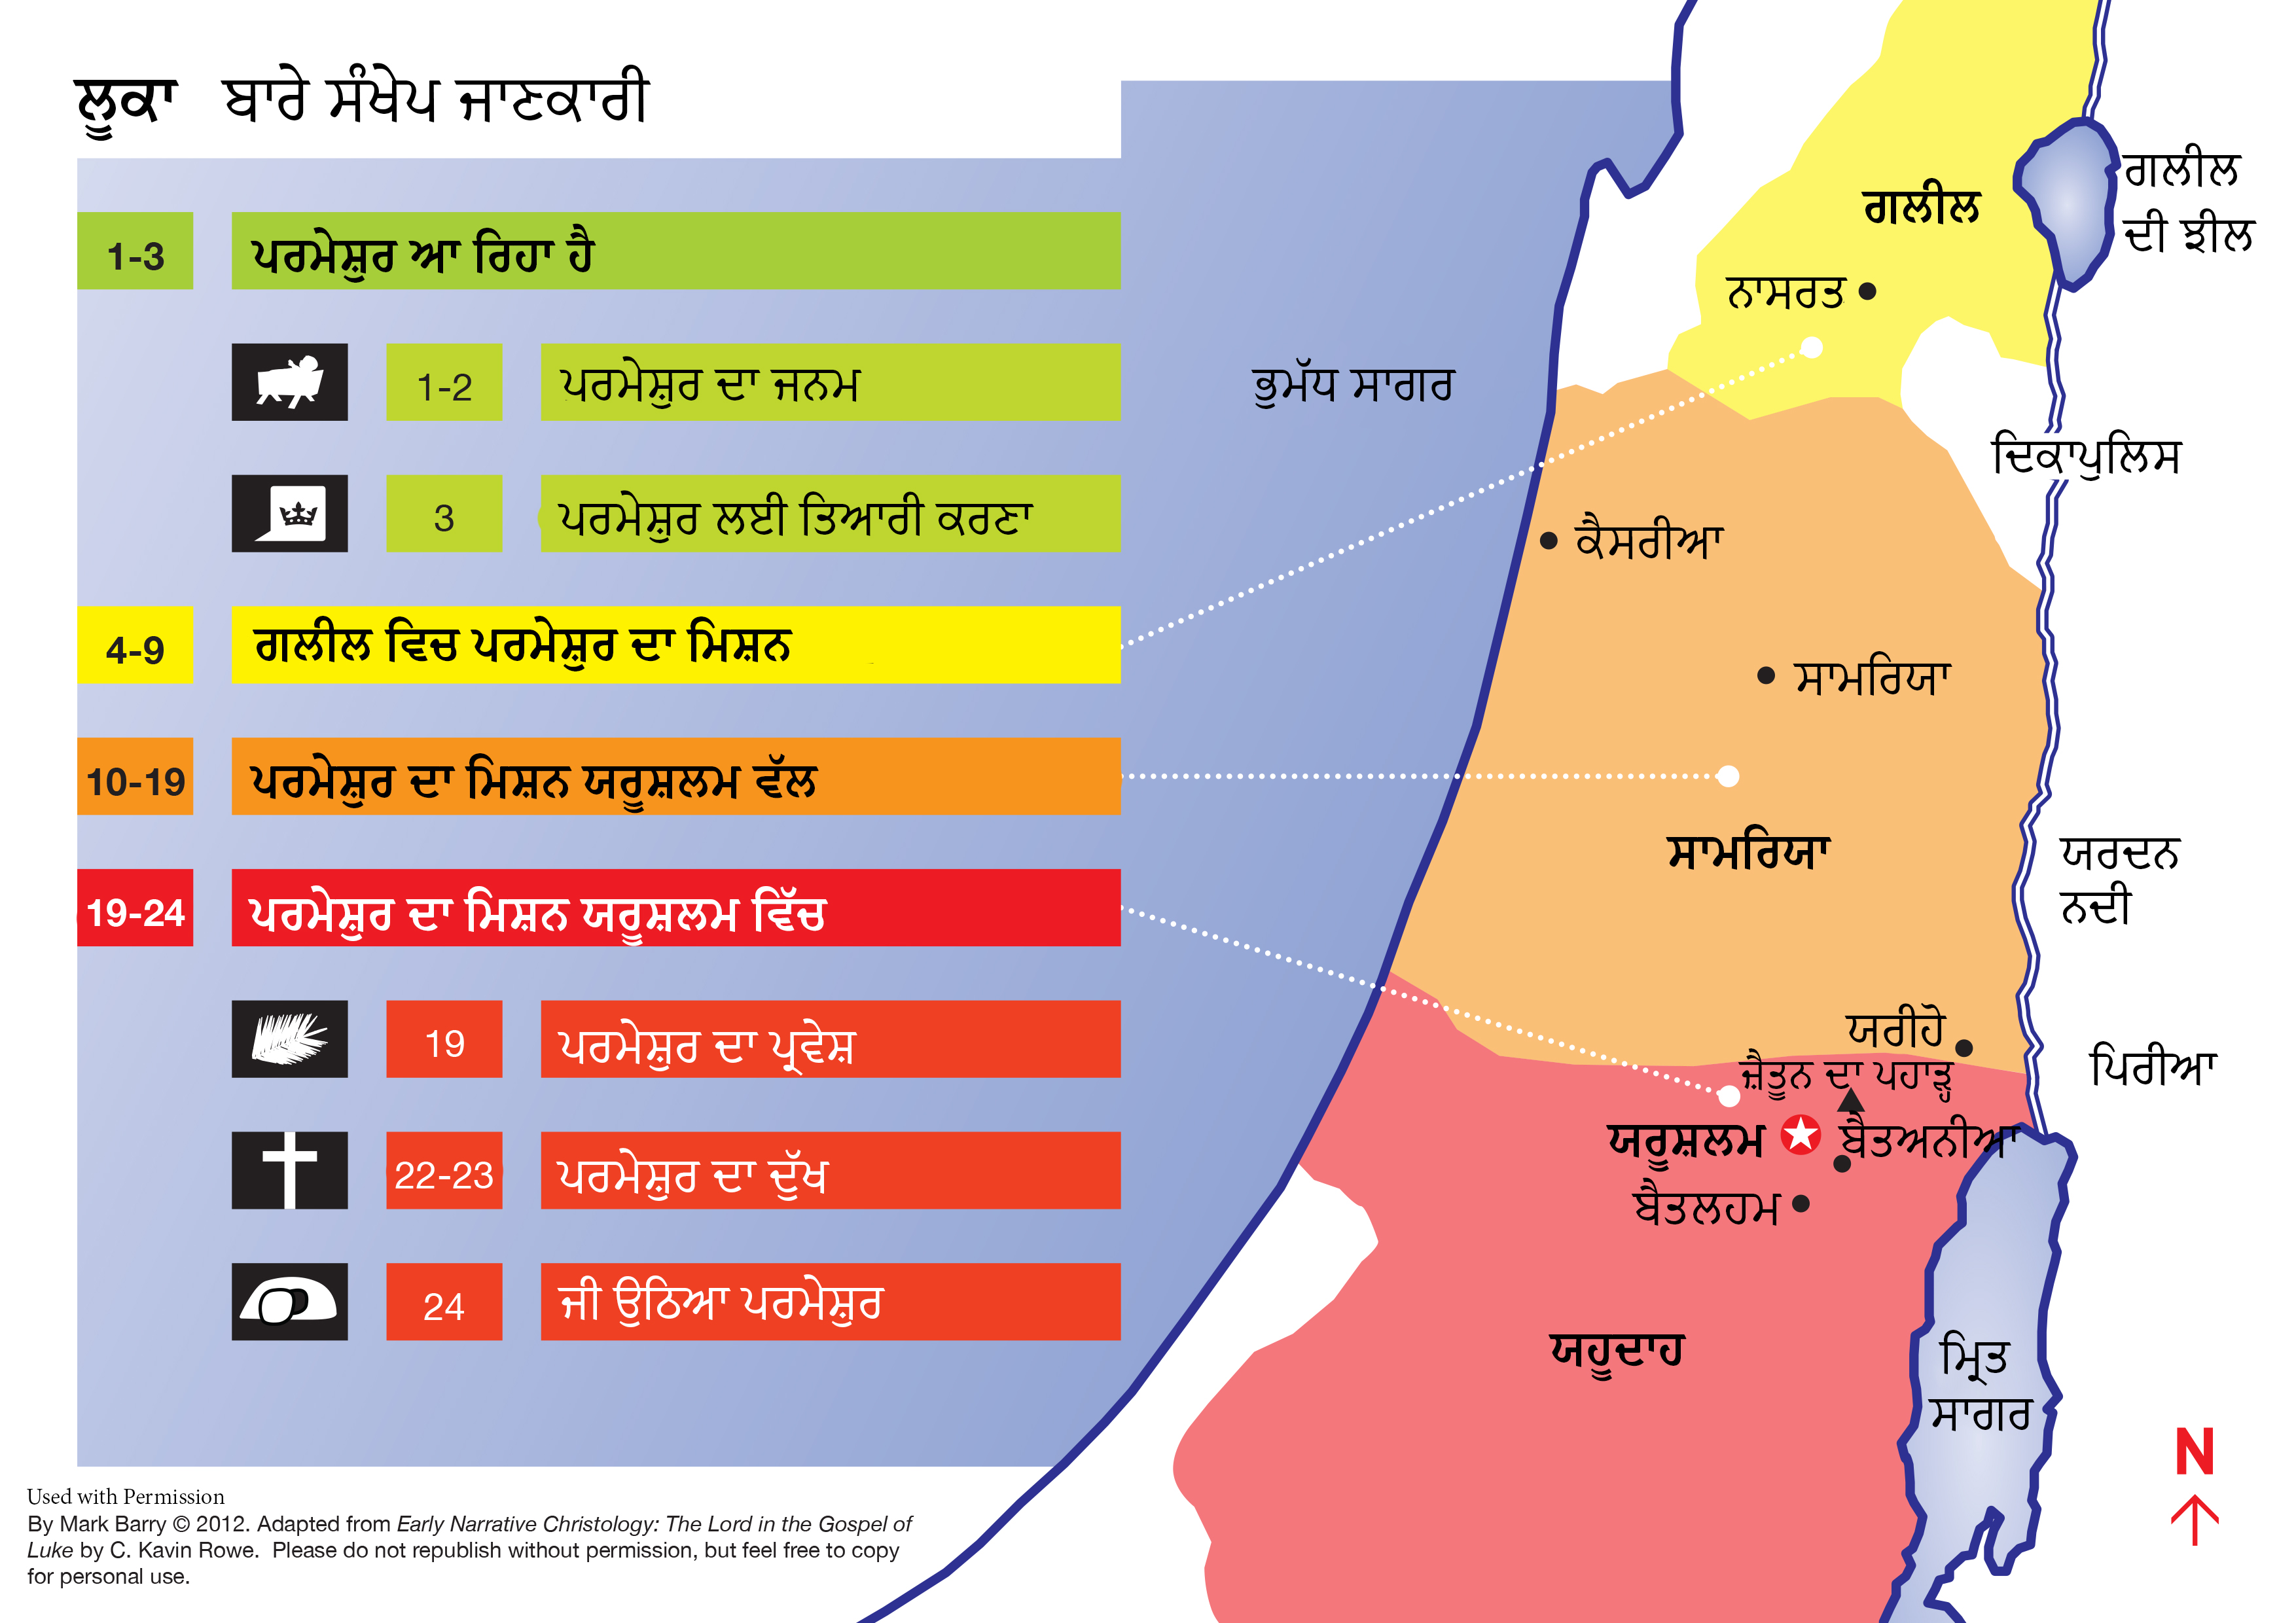 ਲੂਕਾ ਬਾਰੇ ਸੰਖੇਪ ਜਾਣਕਾਰੀ
1-3 ਪਰਮੇਸ਼ੁਰ ਆ ਰਿਹਾ ਹੈ
1-2 ਪਰਮੇਸ਼ੁਰ ਦਾ ਜਨਮ
3 ਪਰਮੇਸ਼ੁਰ ਲਈ ਤਿਆਰੀ ਕਰਣਾ
4-9 ਗਲੀਲ ਵਿਚ ਪਰਮੇਸ਼ੁਰ ਦਾ ਮਿਸ਼ਨ
10-19 ਪਰਮੇਸ਼ੁਰ ਦਾ ਮਿਸ਼ਨ ਯਰੂਸ਼ਲਮ ਵੱਲ
19-24 ਪਰਮੇਸ਼ੁਰ ਦਾ ਮਿਸ਼ਨ ਯਰੂਸ਼ਲਮ ਵਿੱਚ
19 ਪਰਮੇਸ਼ੁਰ ਦਾ ਪ੍ਰਵੇਸ਼
22-23 ਪਰਮੇਸ਼ੁਰ ਦਾ ਦੁੱਖ
24 ਜੀ ਉਠਿਆ ਪਰਮੇਸ਼ੁਰ
ਗਲੀਲ
ਦੀ ਝੀਲ
ਗਲੀਲ
ਨਾਸਰਤ
ਭੁਮੱਧ ਸਾਗਰ
ਦਿਕਾਪੁਲਿਸ
ਕੈਸਰੀਆ
ਸਾਮਰਿਯਾ
ਸਾਮਰਿਯਾ
ਯਰਦਨ
ਨਦੀ
ਯਰੀਹੋ
ਜ਼ੈਤੂਨ ਦਾ ਪਹਾੜ੍ਹ
ਪਿਰੀਆ
ਯਰੂਸ਼ਲਮ
ਬੈਤਅਨੀਆ
ਬੈਤਲਹਮ
ਯਹੂਦਾਹ
ਮ੍ਰਿਤ
ਸਾਗਰ
N
Used with Permission
By Mark Barry © 2012. Adapted from Early Narrative Christology: The Lord in the Gospel of
Luke by C. Kavin Rowe. Please do not republish without permission, but feel free to copy
for personal use.